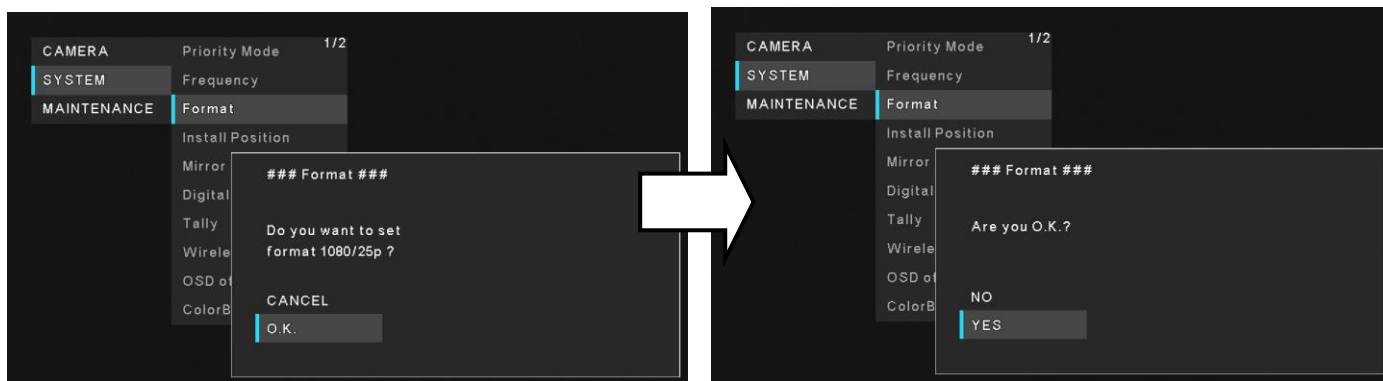 1/2
CAMERA
Priority Mode
SYSTEM
Frequency
MAINTENANCE
Format
Install Position
Mirror
Digital
Tally
Wirele
OSD of
ColorB
### Format ###
Do you want to set
format 1080/25p ?
CANCEL
O.K.
1/2
CAMERA
Priority Mode
SYSTEM
Frequency
MAINTENANCE
Format
Install Position
Mirror
Digital
Tally
Wirele
OSD of
ColorB
### Format ###
Are you O.K.?
NO
YES